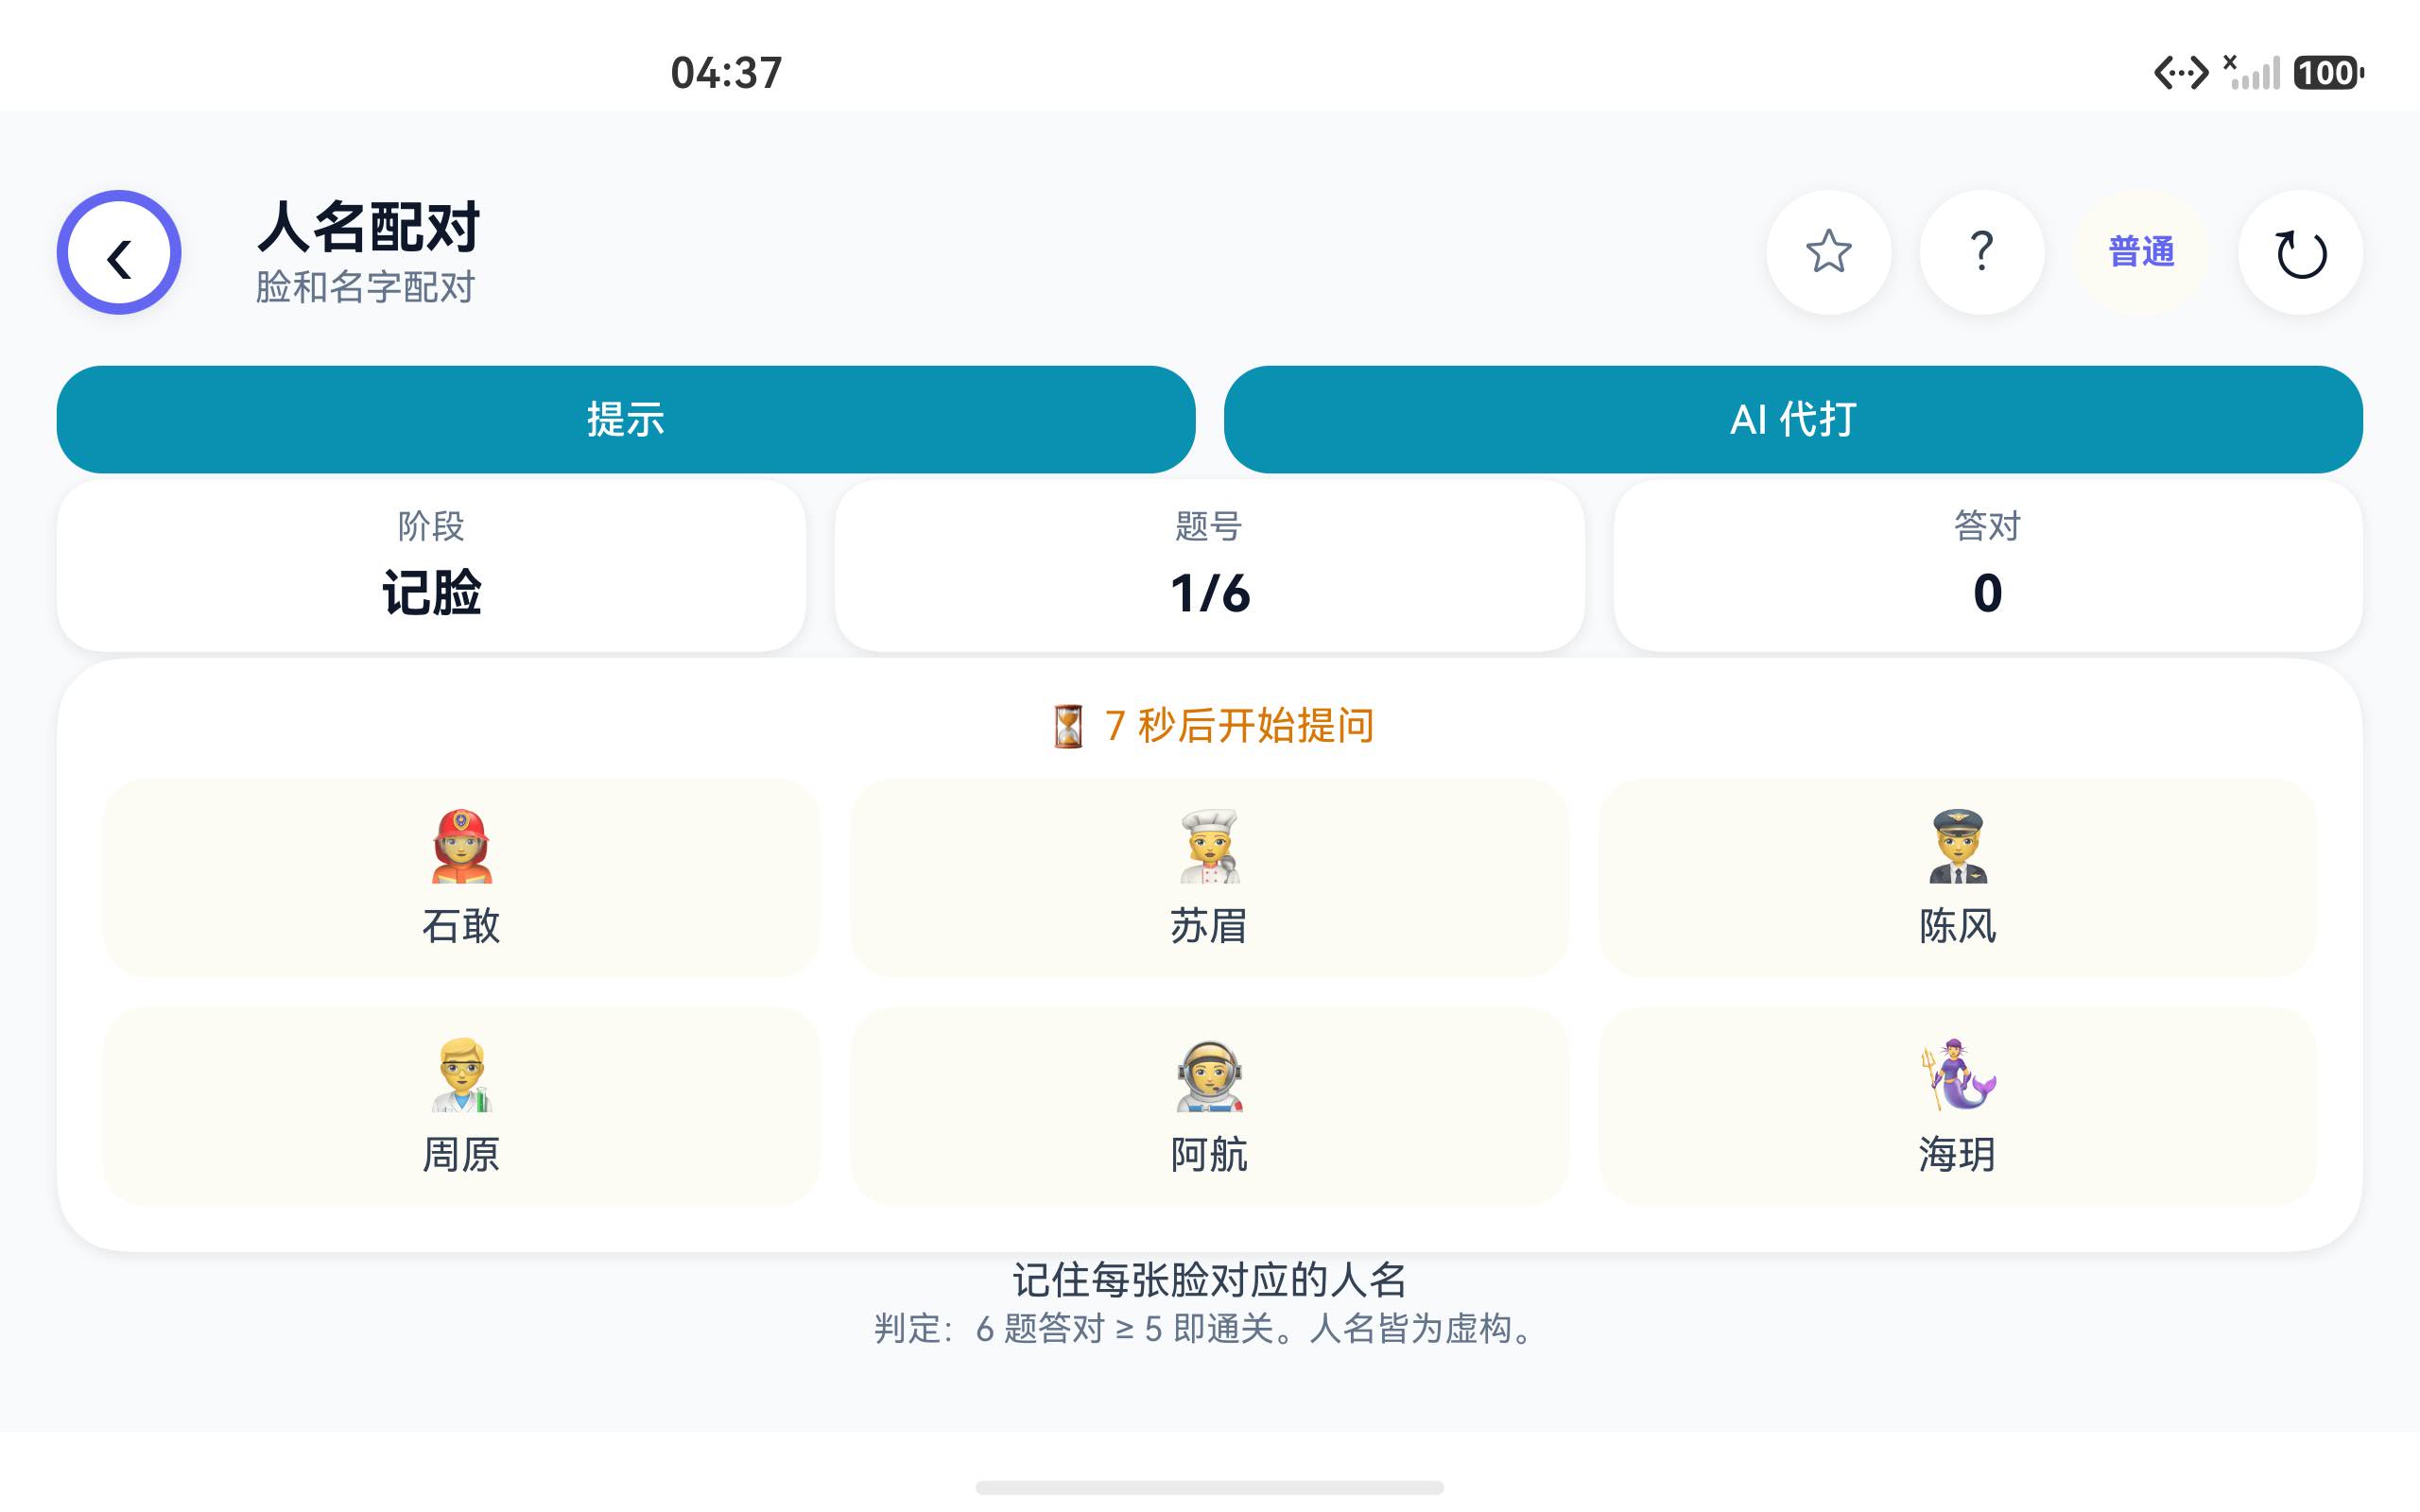 04:37
100
人名配对
脸和名字配对
?
普通
提示
AI 代打
阶段
记脸
题号
1/6
答对
0
7 秒后开始提问
石敢
苏眉
陈风
周原
阿航
海玥
记住每张脸对应的人名
判定：6 题答对 ≥ 5 即通关。人名皆为虚构。